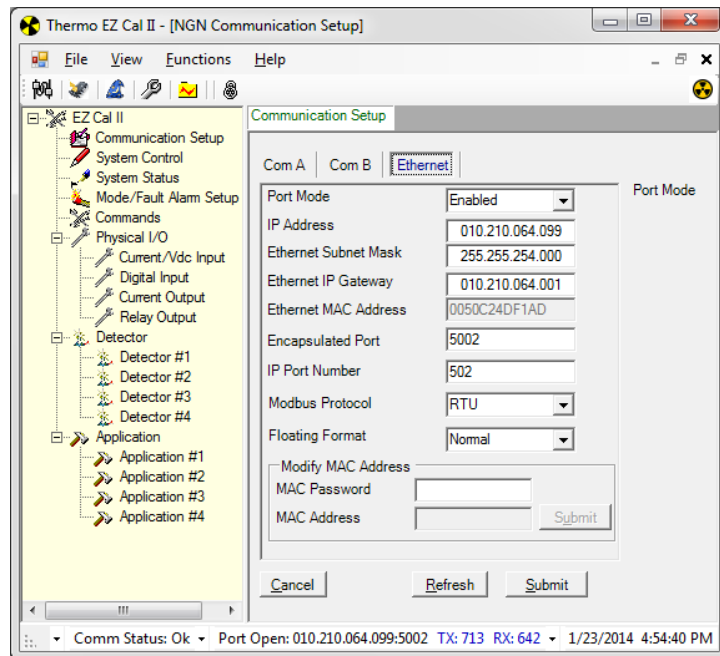 Thermo EZ Cal II - [NGN Communication Setup]
File View Functions Help
EZ Cal II
Communication Setup
System Control
System Status
Mode/Fault Alarm Setup
Commands
Physical I/O
Current/Vdc Input
Digital Input
Current Output
Relay Output
Detector
Detector #1
Detector #2
Detector #3
Detector #4
Application
Application #1
Application #2
Application #3
Application #4
Communication Setup
Com A Com B Ethernet
Port Mode Enabled
IP Address 010.210.064.099
Ethernet Subnet Mask 255.255.254.000
Ethernet IP Gateway 010.210.064.001
Ethernet MAC Address 0050C24DF1AD
Encapsulated Port 5002
IP Port Number 502
Modbus Protocol RTU
Floating Format Normal
Modify MAC Address
MAC Password
MAC Address Submit
Cancel Refresh Submit
Port Mode
Comm Status: Ok Port Open: 010.210.064.099:5002 TX: 713 RX: 642 1/23/2014 4:54:40 PM